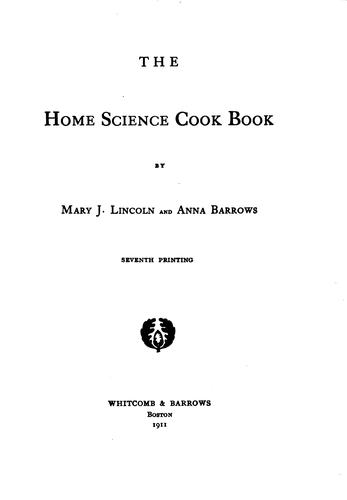 THE
HOME SCIENCE COOK BOOK
BY
MARY J. LINCOLN AND ANNA BARROWS
SEVENTH PRINTING
WHITCOMB & BARROWS
BOSTON
1911